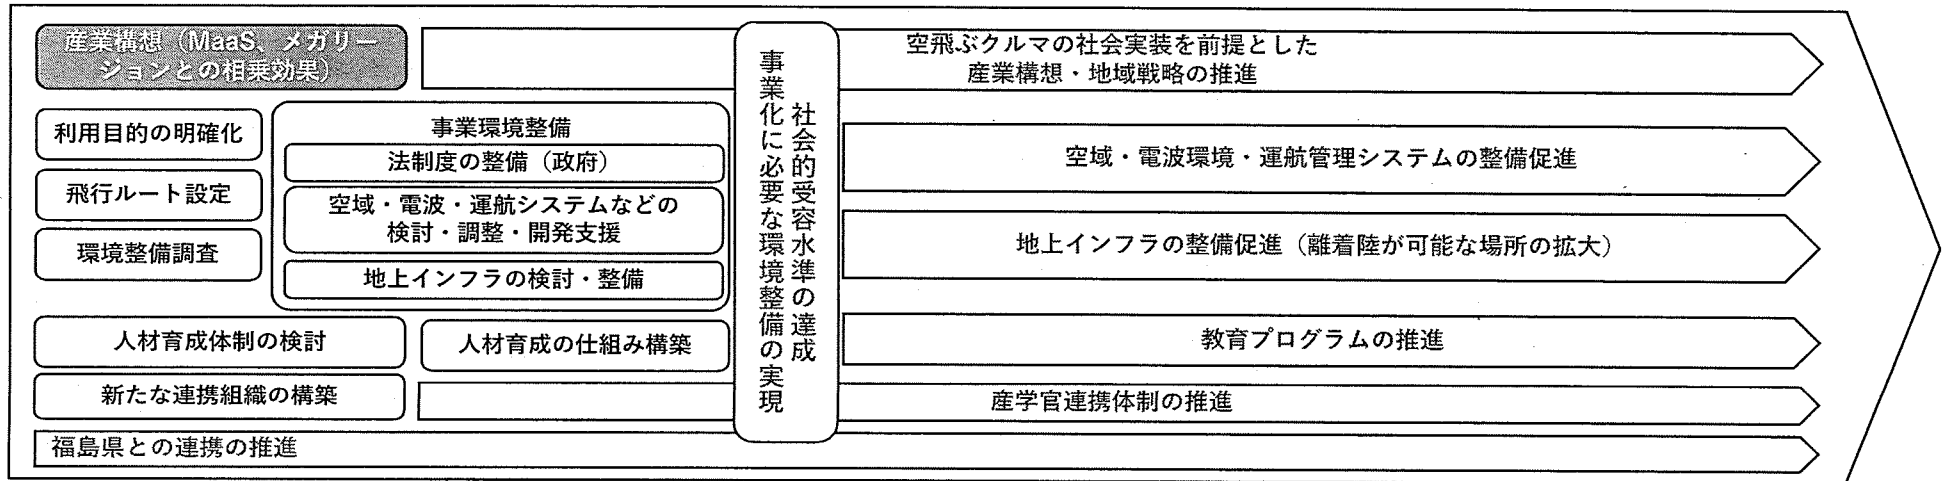 産業構想（MaaS、メガリー
ジョンとの相乗効果）
空飛ぶクルマの社会実装を前提とした
産業構想・地域戦略の推進
利用目的の明確化
飛行ルート設定
環境整備調査
事業環境整備
法制度の整備（政府）
空域・電波・運航システムなどの
検討・調整・開発支援
地上インフラの検討・整備
人材育成体制の検討
人材育成の仕組み構築
新たな連携組織の構築
社会的受容水準の達成
事業化に必要な環境整備の実現
空域・電波環境・運航管理システムの整備促進
地上インフラの整備促進（離着陸が可能な場所の拡大）
教育プログラムの推進
産学官連携体制の推進
福島県との連携の推進